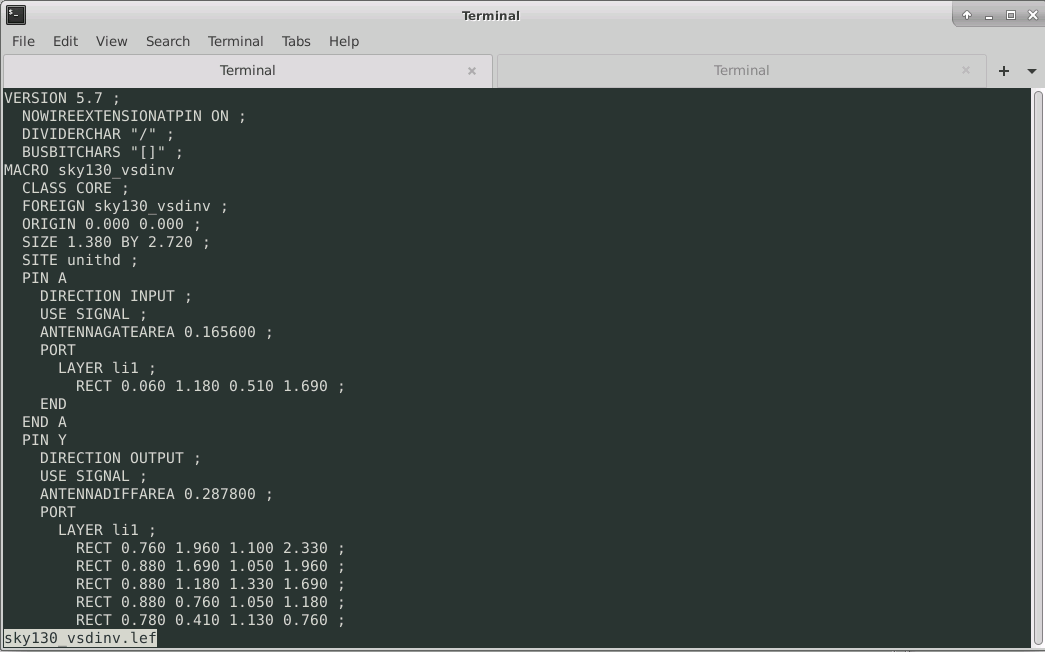 Terminal
File Edit View Search Terminal Tabs Help
Terminal Terminal
VERSION 5.7 ;
  NOWIREEXTENSIONATPIN ON ;
  DIVIDERCHAR "/" ;
  BUSBITCHARS "[]" ;
MACRO sky130_vsdinv
  CLASS CORE ;
  FOREIGN sky130_vsdinv ;
  ORIGIN 0.000 0.000 ;
  SIZE 1.380 BY 2.720 ;
  SITE unithd ;
  PIN A
    DIRECTION INPUT ;
    USE SIGNAL ;
    ANTENNAGATEAREA 0.165600 ;
    PORT
      LAYER li1 ;
        RECT 0.060 1.180 0.510 1.690 ;
    END
  END A
  PIN Y
    DIRECTION OUTPUT ;
    USE SIGNAL ;
    ANTENNADIFFAREA 0.287800 ;
    PORT
      LAYER li1 ;
        RECT 0.760 1.960 1.100 2.330 ;
        RECT 0.880 1.690 1.050 1.960 ;
        RECT 0.880 1.180 1.330 1.690 ;
        RECT 0.880 0.760 1.050 1.180 ;
        RECT 0.780 0.410 1.130 0.760 ;
sky130_vsdinv.lef